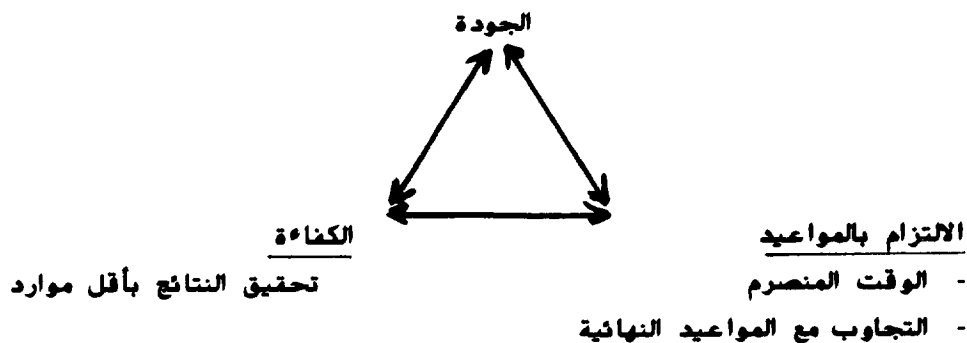 الجودة
الالتزام بالمواعيد
- الوقت المنصرم
- التجاوب مع المواعيد النهائية
الكفاءة
تحقيق النتائج بأقل موارد